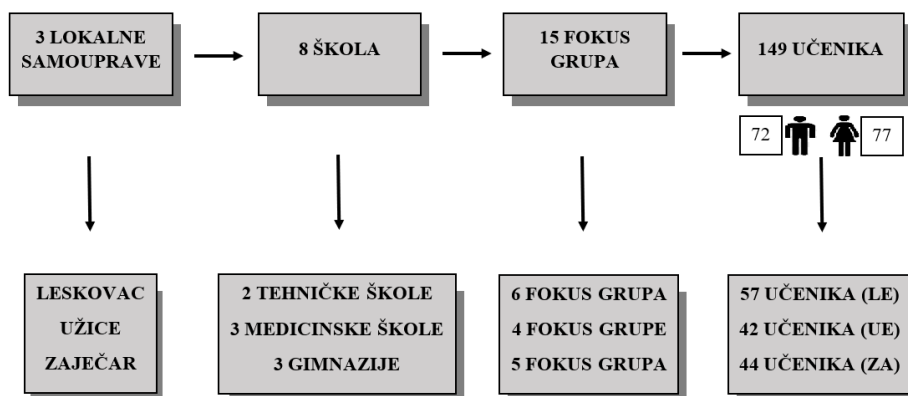 3 LOKALNE
SAMOUPRAVE
8 ŠKOLA
15 FOKUS
GRUPA
149 UČENIKA
72
77
LESKOVAC
UŽICE
ZAJEČAR
2 TEHNIČKE ŠKOLE
3 MEDICINSKE ŠKOLE
3 GIMNAZIJE
6 FOKUS GRUPA
4 FOKUS GRUPE
5 FOKUS GRUPA
57 UČENIKA (LE)
42 UČENIKA (UE)
44 UČENIKA (ZA)